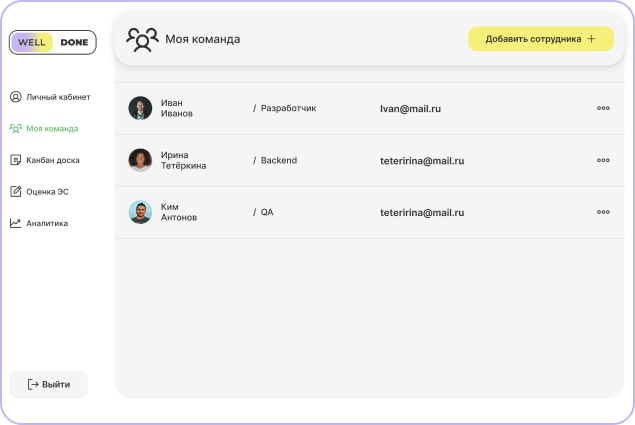 WELL DONE
Моя команда
Добавить сотрудника
Личный кабинет
Моя команда
Канбан доска
Оценка ЭС
Аналитика
Иван
Иванов
/ Разработчик
Ivan@mail.ru
Ирина
Тетёркина
/ Backend
teteririna@mail.ru
Ким
Антонов
/ QA
teteririna@mail.ru
Выйти